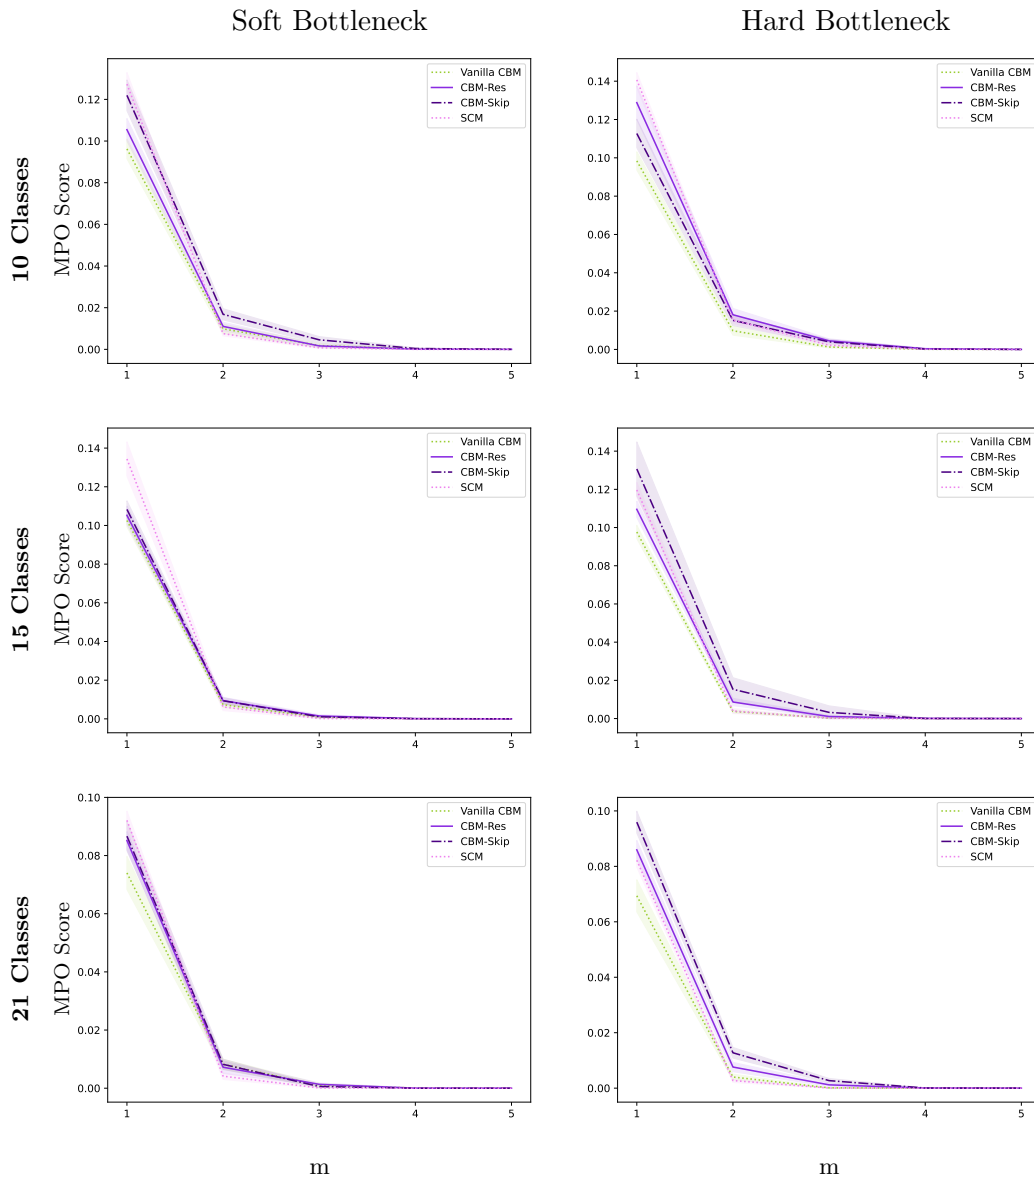 Soft Bottleneck
Hard Bottleneck
10 Classes
MPO Score
0.12
0.10
0.08
0.06
0.04
0.02
0.00
1 2 3 4 5
Vanilla CBM
CBM-Res
CBM-Skip
SCM
0.14
0.12
0.10
0.08
0.06
0.04
0.02
0.00
1 2 3 4 5
Vanilla CBM
CBM-Res
CBM-Skip
SCM
15 Classes
MPO Score
0.14
0.12
0.10
0.08
0.06
0.04
0.02
0.00
1 2 3 4 5
Vanilla CBM
CBM-Res
CBM-Skip
SCM
0.14
0.12
0.10
0.08
0.06
0.04
0.02
0.00
1 2 3 4 5
Vanilla CBM
CBM-Res
CBM-Skip
SCM
21 Classes
MPO Score
0.10
0.08
0.06
0.04
0.02
0.00
1 2 3 4 5
Vanilla CBM
CBM-Res
CBM-Skip
SCM
0.10
0.08
0.06
0.04
0.02
0.00
1 2 3 4 5
Vanilla CBM
CBM-Res
CBM-Skip
SCM
m
m